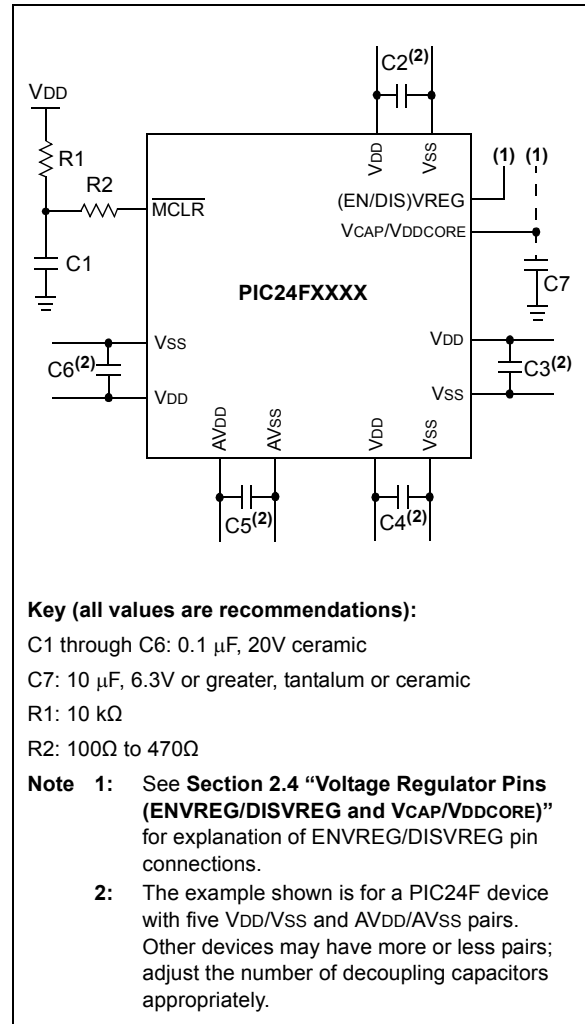 C2(2)
VDD
R1
R2
MCLR
C1
VDD
VSS
(1) (1)
(EN/DIS)VREG
VCAP/VDDCORE
C7
PIC24FXXXX
VSS
C6(2)
VDD
VDD
C3(2)
VSS
AVDD
AVSS
VDD
VSS
C5(2)
C4(2)
Key (all values are recommendations):
C1 through C6: 0.1 μF, 20V ceramic
C7: 10 μF, 6.3V or greater, tantalum or ceramic
R1: 10 kΩ
R2: 100Ω to 470Ω
Note 1: See Section 2.4 “Voltage Regulator Pins
(ENVREG/DISVREG and VCAP/VDDCORE)”
for explanation of ENVREG/DISVREG pin
connections.
2: The example shown is for a PIC24F device
with five VDD/VSS and AVDD/AVSS pairs.
Other devices may have more or less pairs;
adjust the number of decoupling capacitors
appropriately.